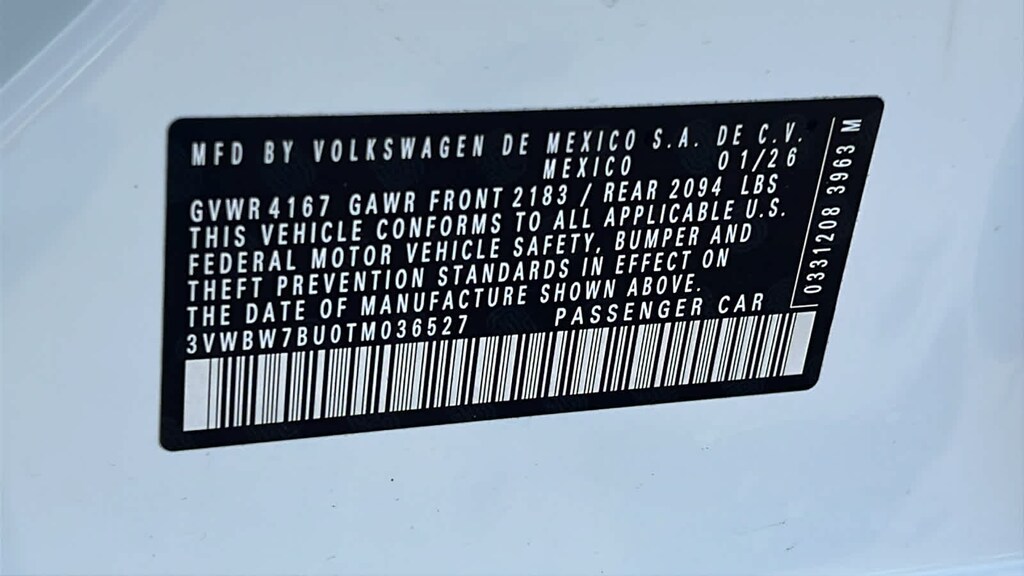 MFD BY VOLKSWAGEN DE MEXICO S.A. DE C.V.
MEXICO 01/26
GVWR 4167 GAWR FRONT 2183 / REAR 2094 LBS
THIS VEHICLE CONFORMS TO ALL APPLICABLE U.S.
FEDERAL MOTOR VEHICLE SAFETY, BUMPER AND
THEFT PREVENTION STANDARDS IN EFFECT ON
THE DATE OF MANUFACTURE SHOWN ABOVE.
3VWBW7BU0TM036527 PASSENGER CAR
0331208 3963 M